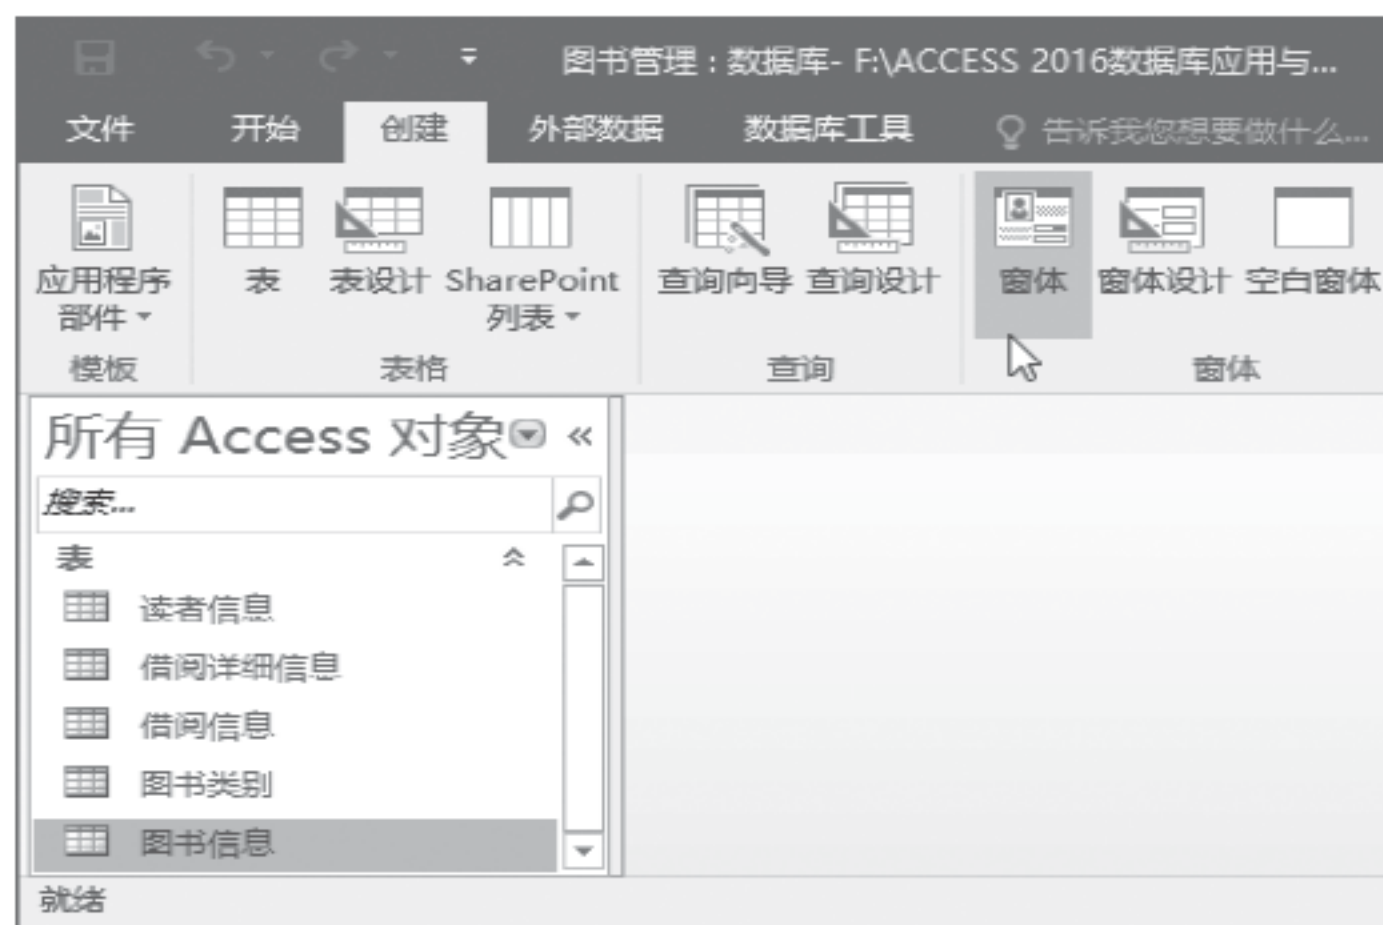 图书管理：数据库- F:\ACCESS 2016数据库应用与...
文件 开始 创建 外部数据 数据库工具 告诉我您想要做什么...
应用程序 表 表设计 SharePoint 查询向导 查询设计 窗体 窗体设计 空白窗体
部件 列表
模板 表格 查询 窗体
所有 Access 对象 «
搜索...
表
读者信息
借阅详细信息
借阅信息
图书类别
图书信息
就绪